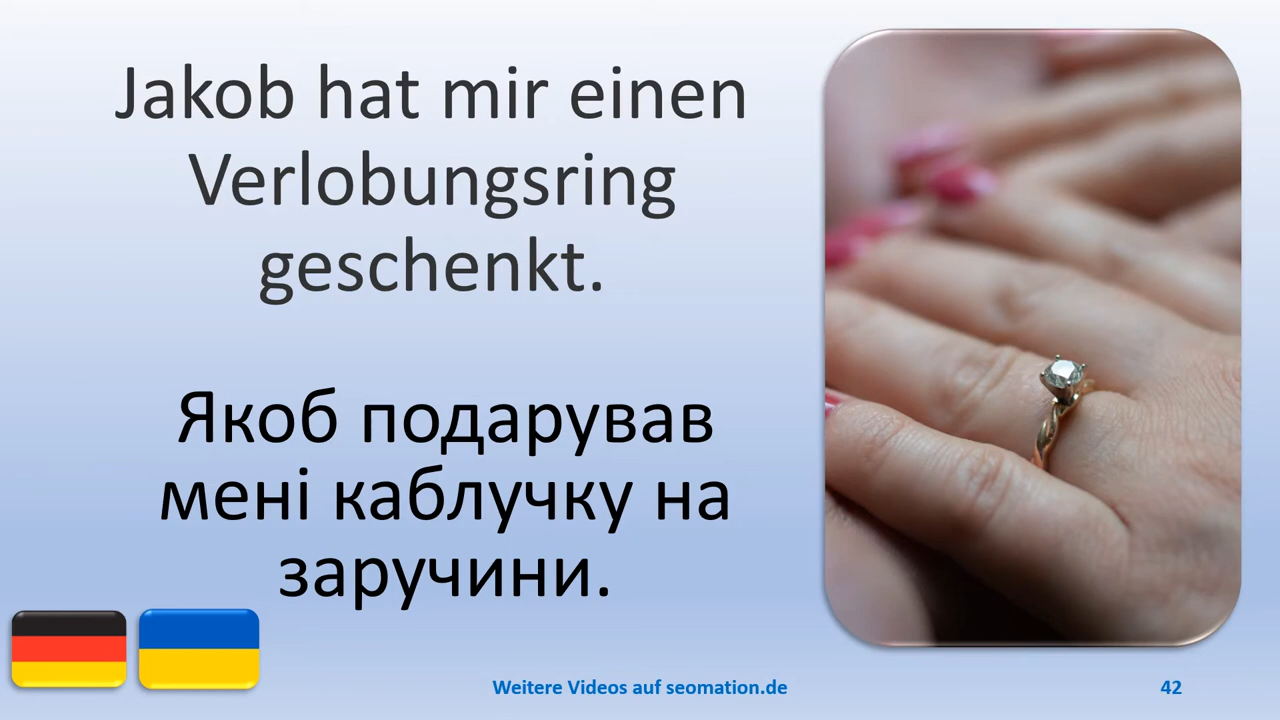 Jakob hat mir einen
Verlobungsring
geschenkt.
Якоб подарував
мені каблучку на
заручини.
Weitere Videos auf seomation.de
42